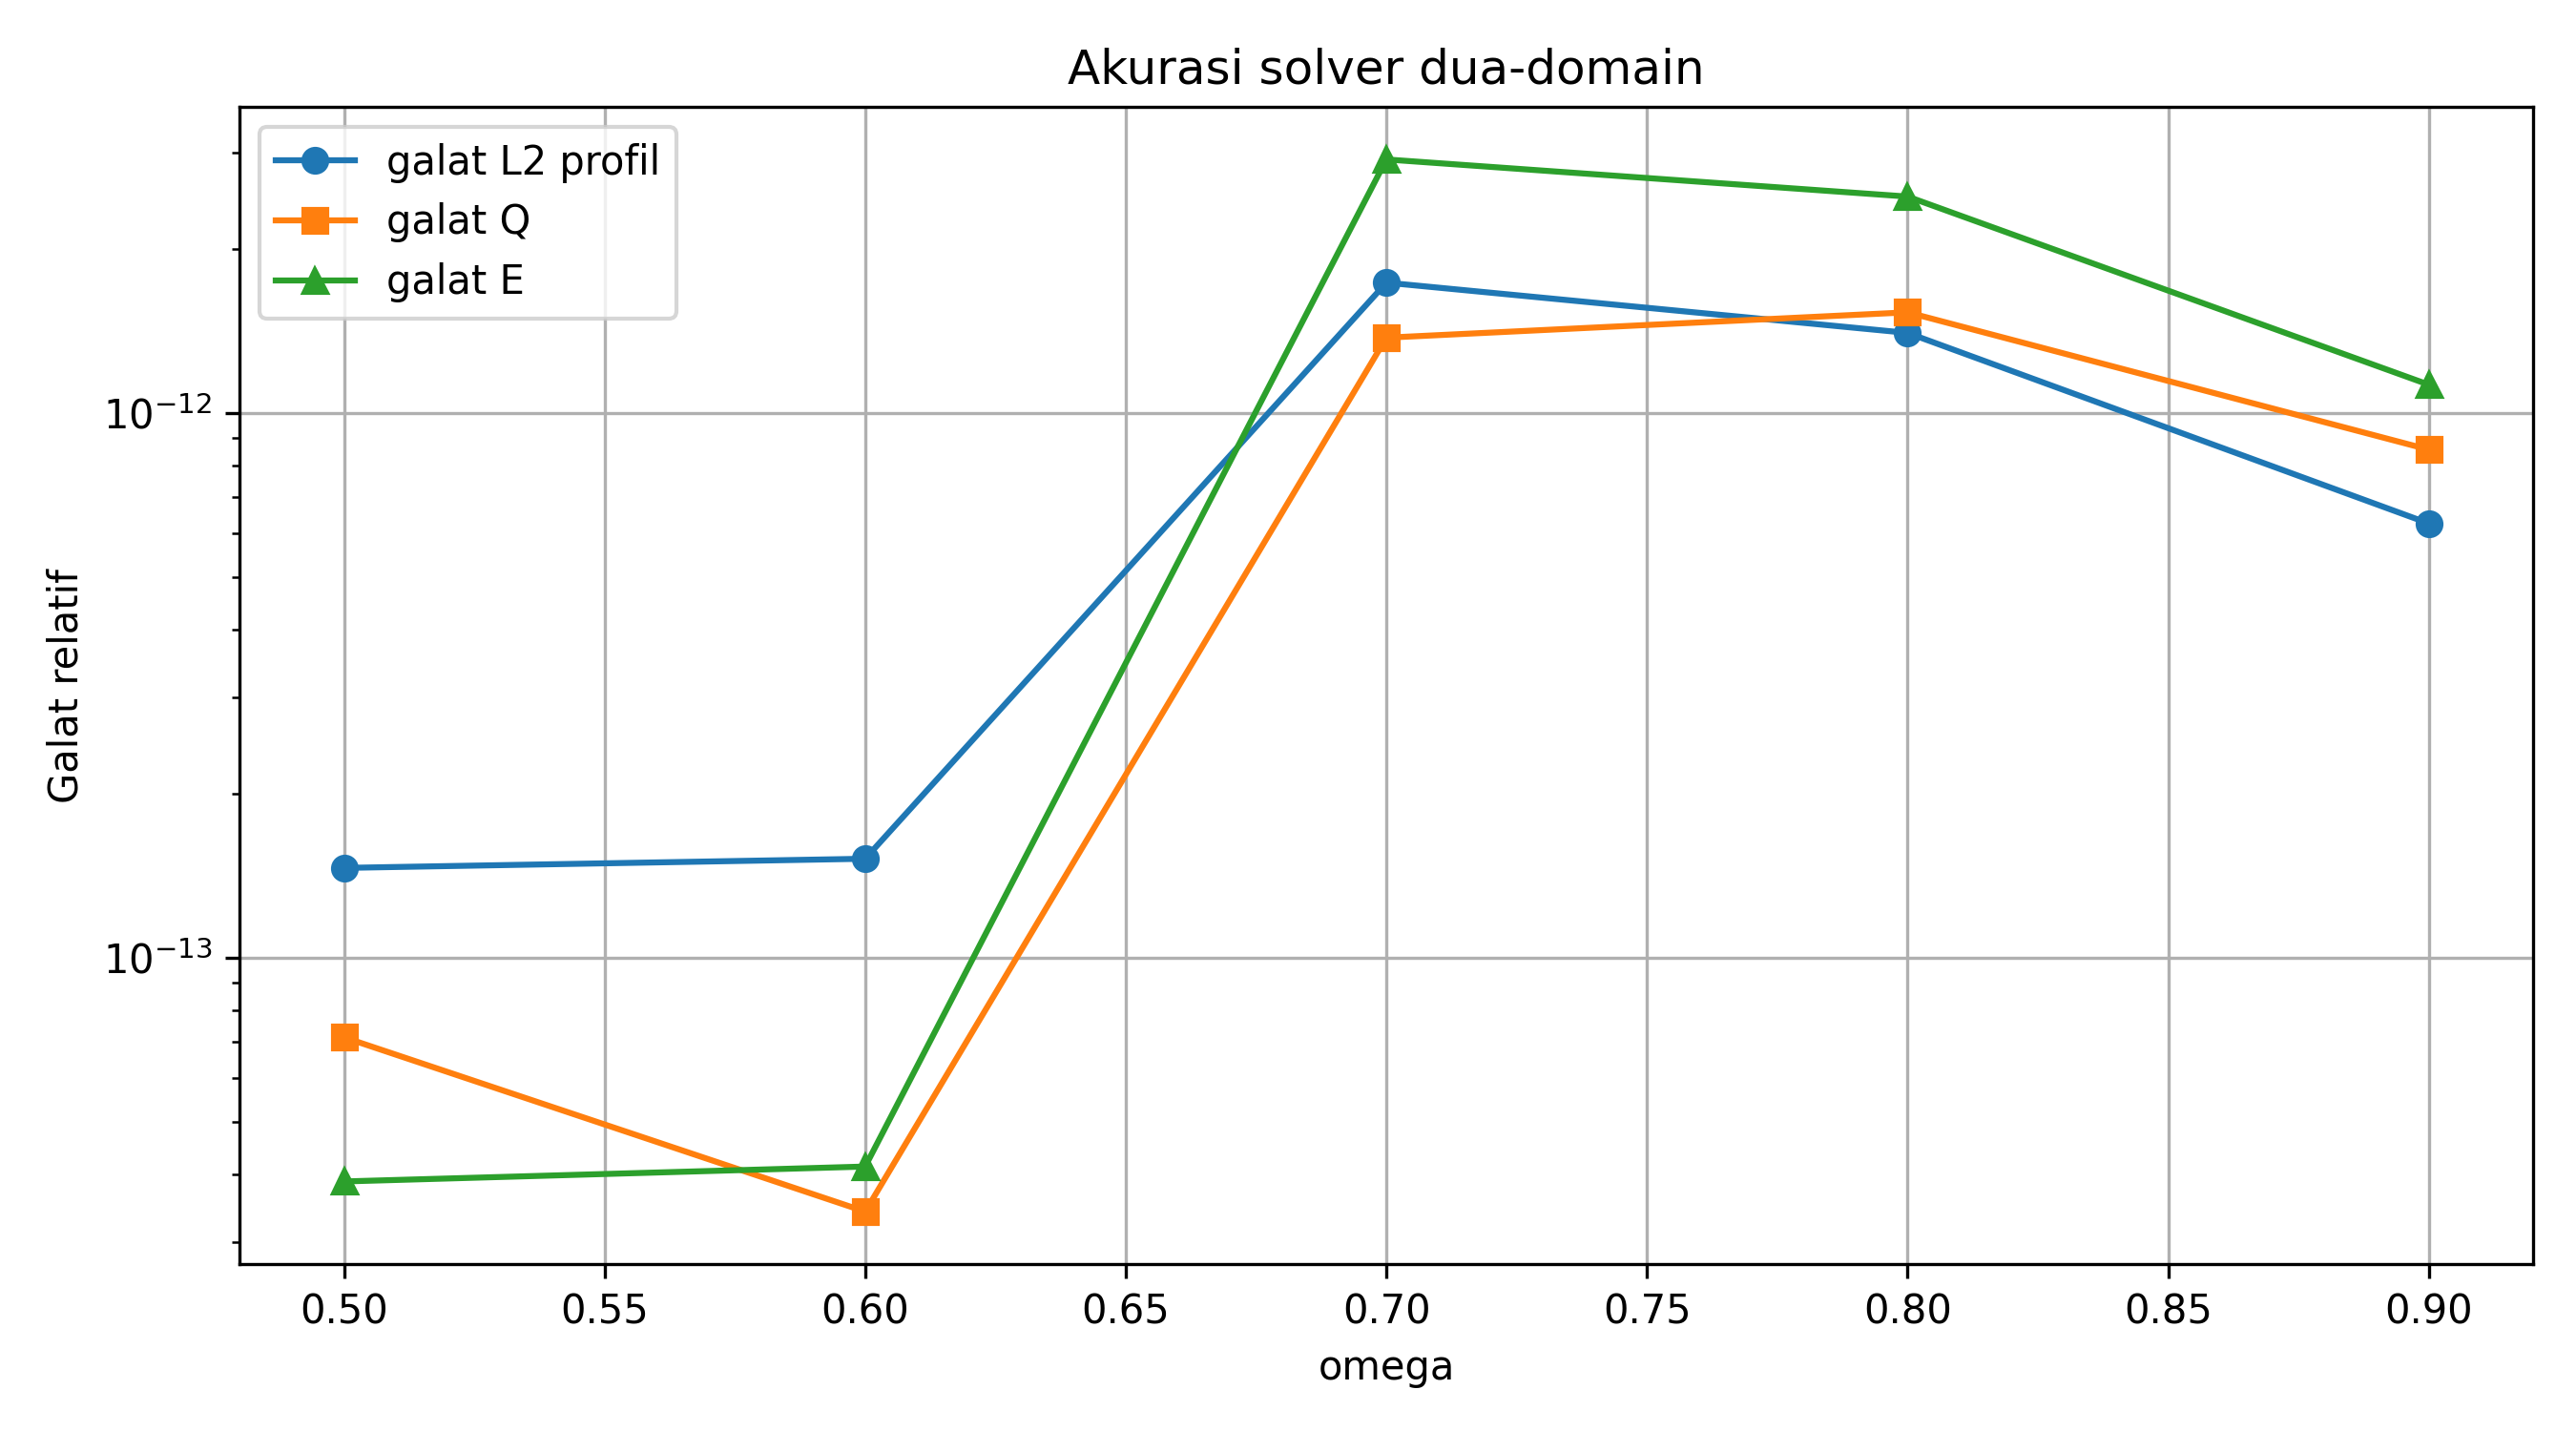 Akurasi solver dua-domain
galat L2 profil
galat Q
galat E
10⁻¹²
10⁻¹³
Galat relatif
0.50 0.55 0.60 0.65 0.70 0.75 0.80 0.85 0.90
omega